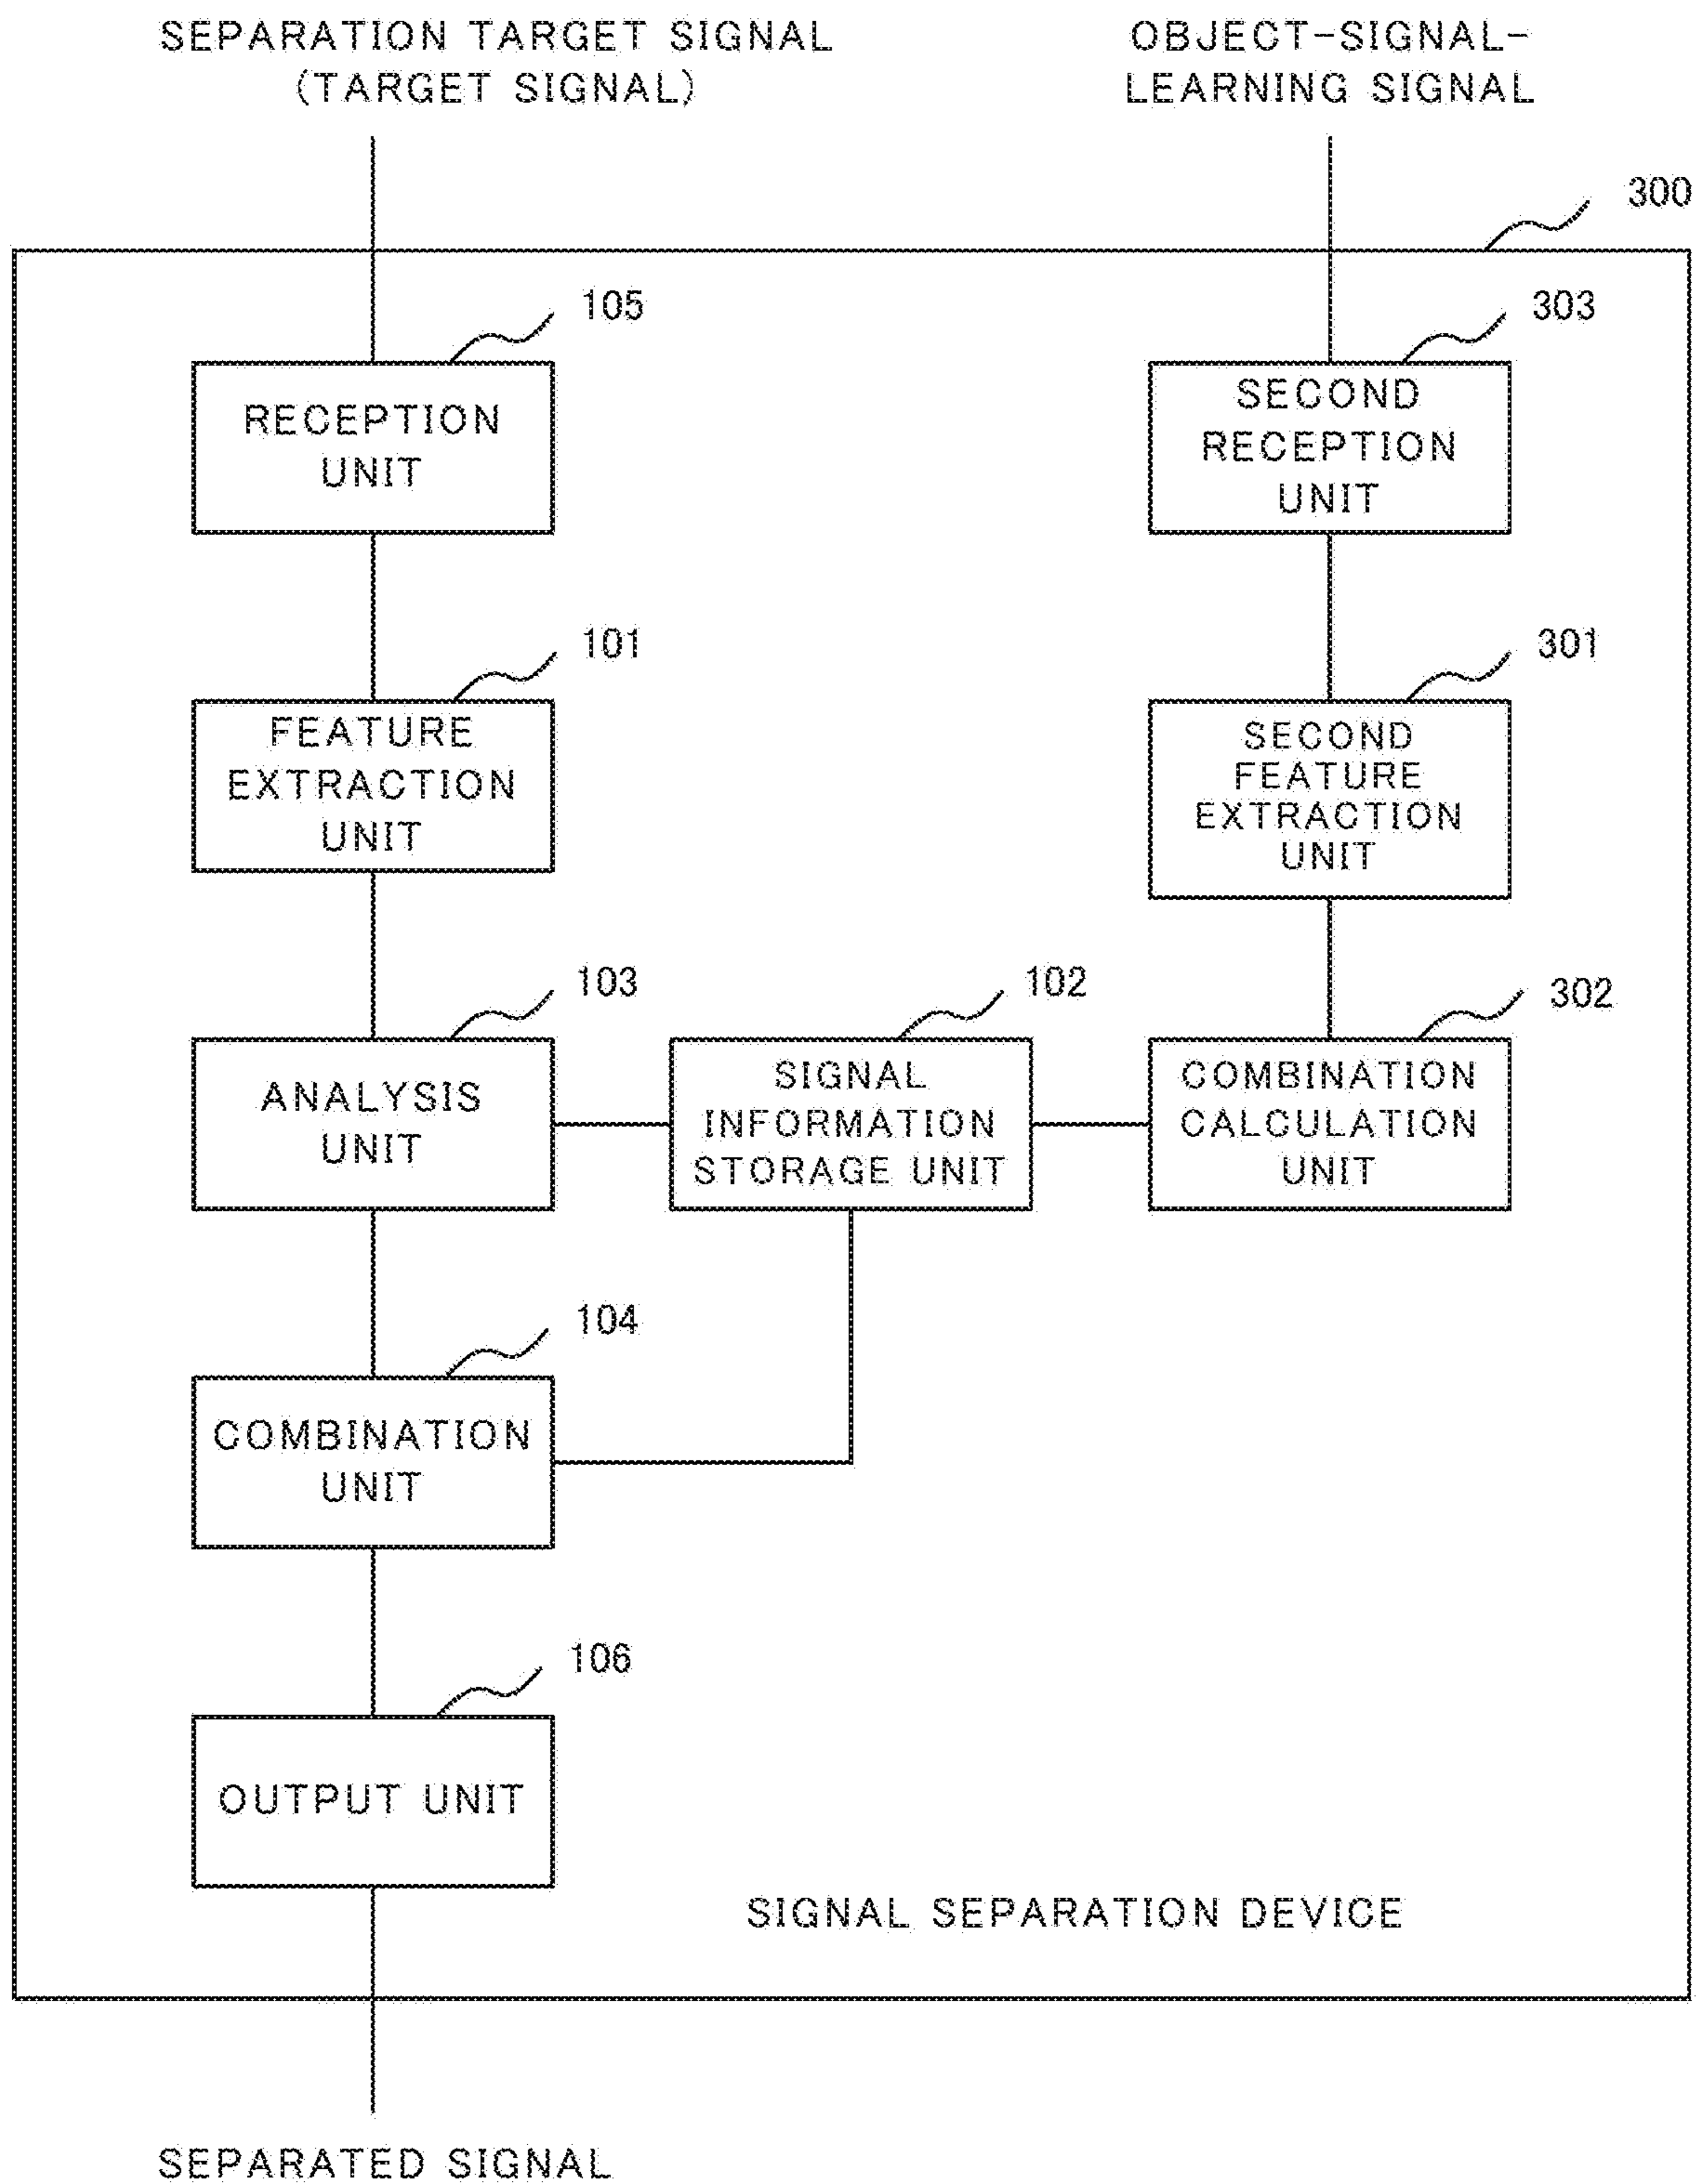 SEPARATION TARGET SIGNAL
(TARGET SIGNAL)
OBJECT-SIGNAL-
LEARNING SIGNAL
300
105
RECEPTION
UNIT
303
SECOND
RECEPTION
UNIT
101
FEATURE
EXTRACTION
UNIT
301
SECOND
FEATURE
EXTRACTION
UNIT
103
ANALYSIS
UNIT
102
SIGNAL
INFORMATION
STORAGE UNIT
302
COMBINATION
CALCULATION
UNIT
104
COMBINATION
UNIT
106
OUTPUT UNIT
SIGNAL SEPARATION DEVICE
SEPARATED SIGNAL